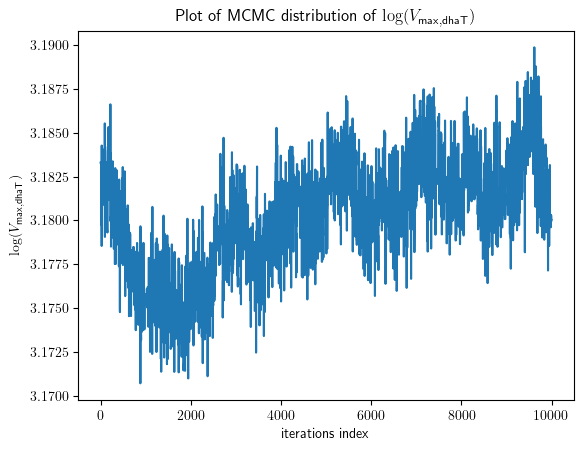 Plot of MCMC distribution of log(V_max,dhaT)
3.1900
3.1875
3.1850
3.1825
3.1800
3.1775
3.1750
3.1725
3.1700
log(V_max,dhaT)
0 2000 4000 6000 8000 10000
iterations index